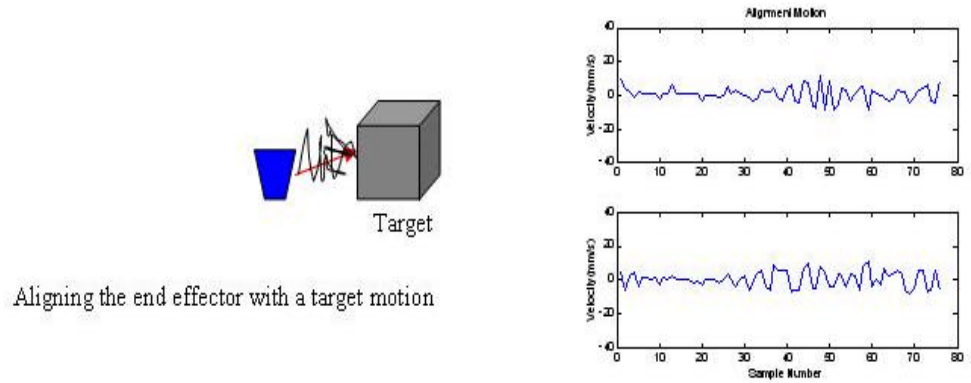 Target
Aligning the end effector with a target motion
Alignment Motion
Velocity(mm/s)
40
20
0
-20
-40
0 10 20 30 40 50 60 70 80
Velocity(mm/s)
40
20
0
-20
-40
0 10 20 30 40 50 60 70 80
Sample Number